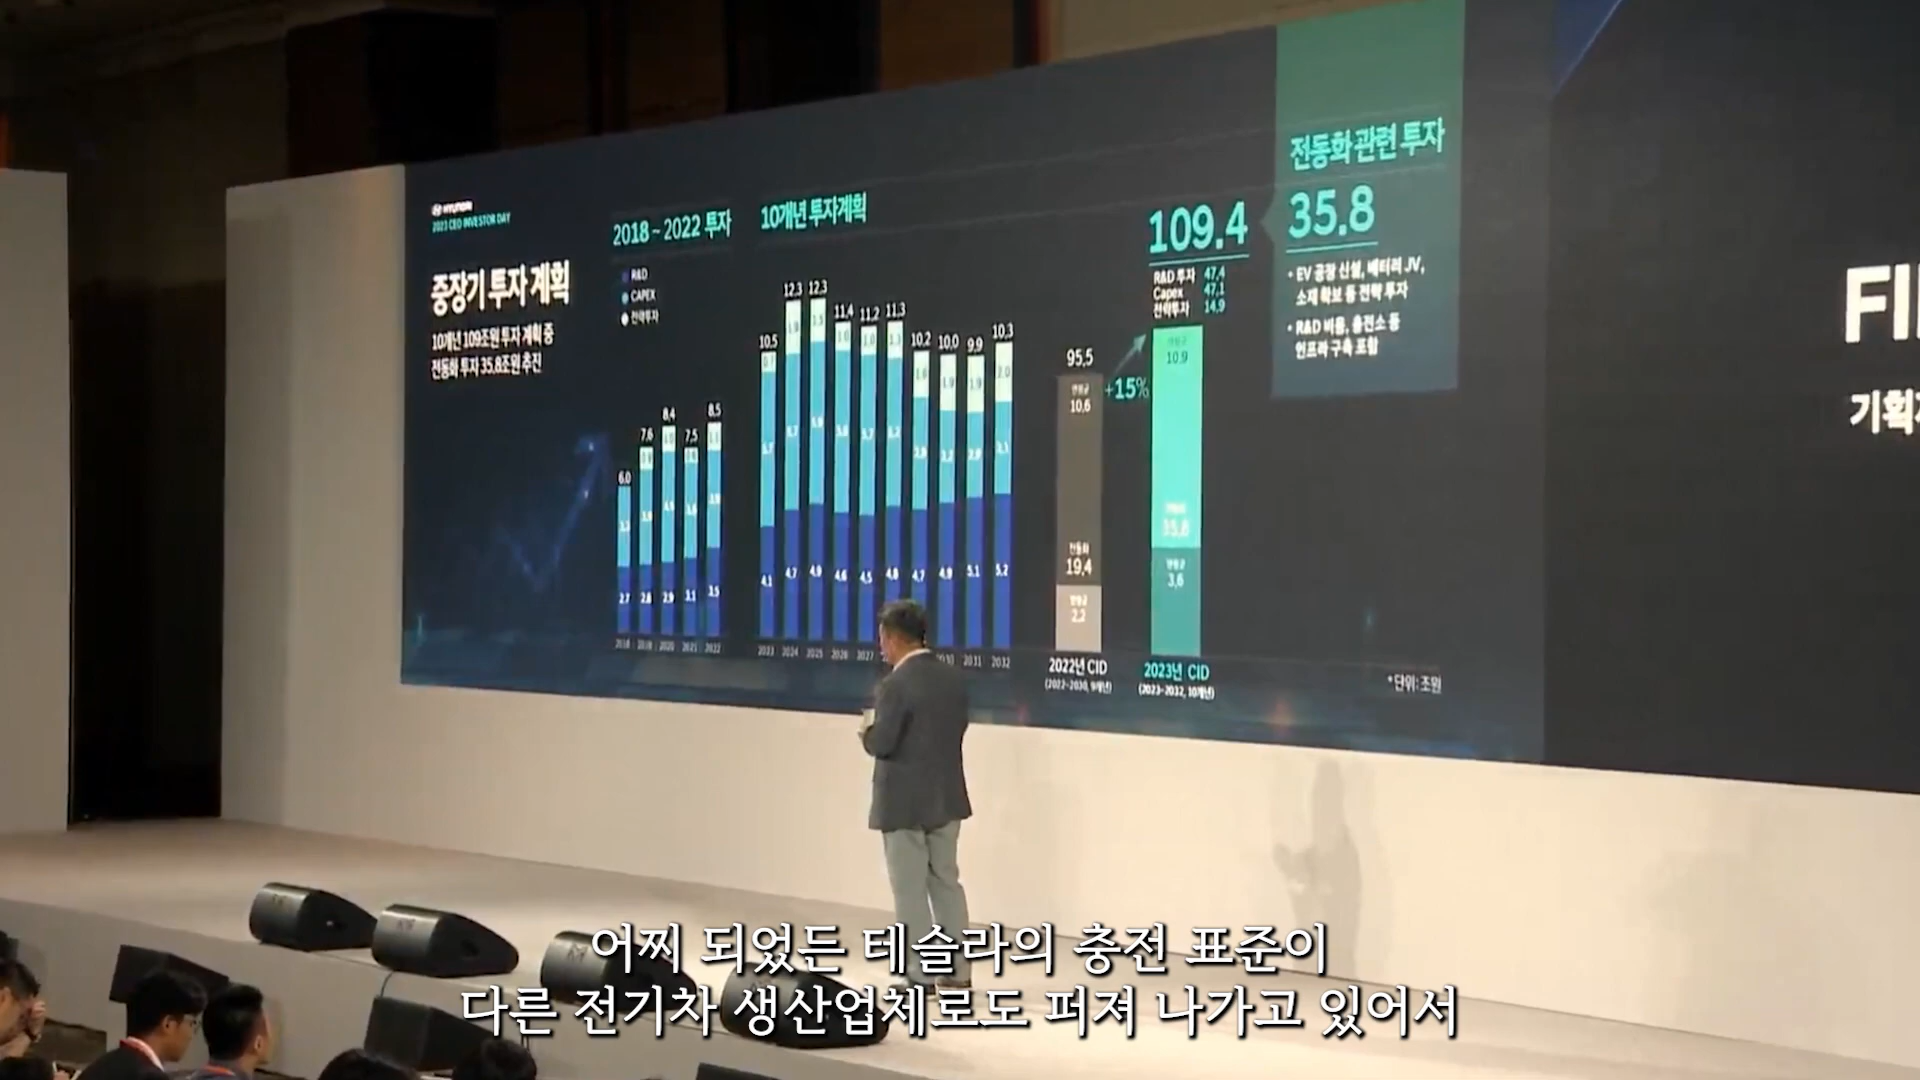 HYUNDAI
2023 CEO INVESTOR DAY
중장기 투자 계획
10개년 109조원 투자 계획 중
전동화 투자 35.8조원 추진
2018 ~ 2022 투자
R&D
CAPEX
전략투자
6.0 7.6 8.4 7.5 8.5
2.7 2.8 2.9 3.1 3.5
2018 2019 2020 2021 2022
10개년 투자계획
10.5 12.3 12.3 11.4 11.2 11.3 10.2 10.0 9.9 10.3
4.1 4.7 4.9 4.6 4.5 4.8 4.7 4.9 5.1 5.2
2023 2024 2025 2026 2027 2031 2032
95.5
연평균
10.6
전동화
19.4
연평균
2.2
2022년 CID
(2022~2030, 9개년)
+15%
109.4
R&D 투자 47.4
Capex 47.1
전략투자 14.9
10.9
35.8
연평균
3.6
2023년 CID
(2023~2032, 10개년)
전동화 관련 투자
35.8
• EV 공장 신설, 배터리 JV,
소재 확보 등 전략 투자
• R&D 비용, 충전소 등
인프라 구축 포함
* 단위: 조원
FI
기획
어찌 되었든 테슬라의 충전 표준이
다른 전기차 생산업체로도 퍼져 나가고 있어서